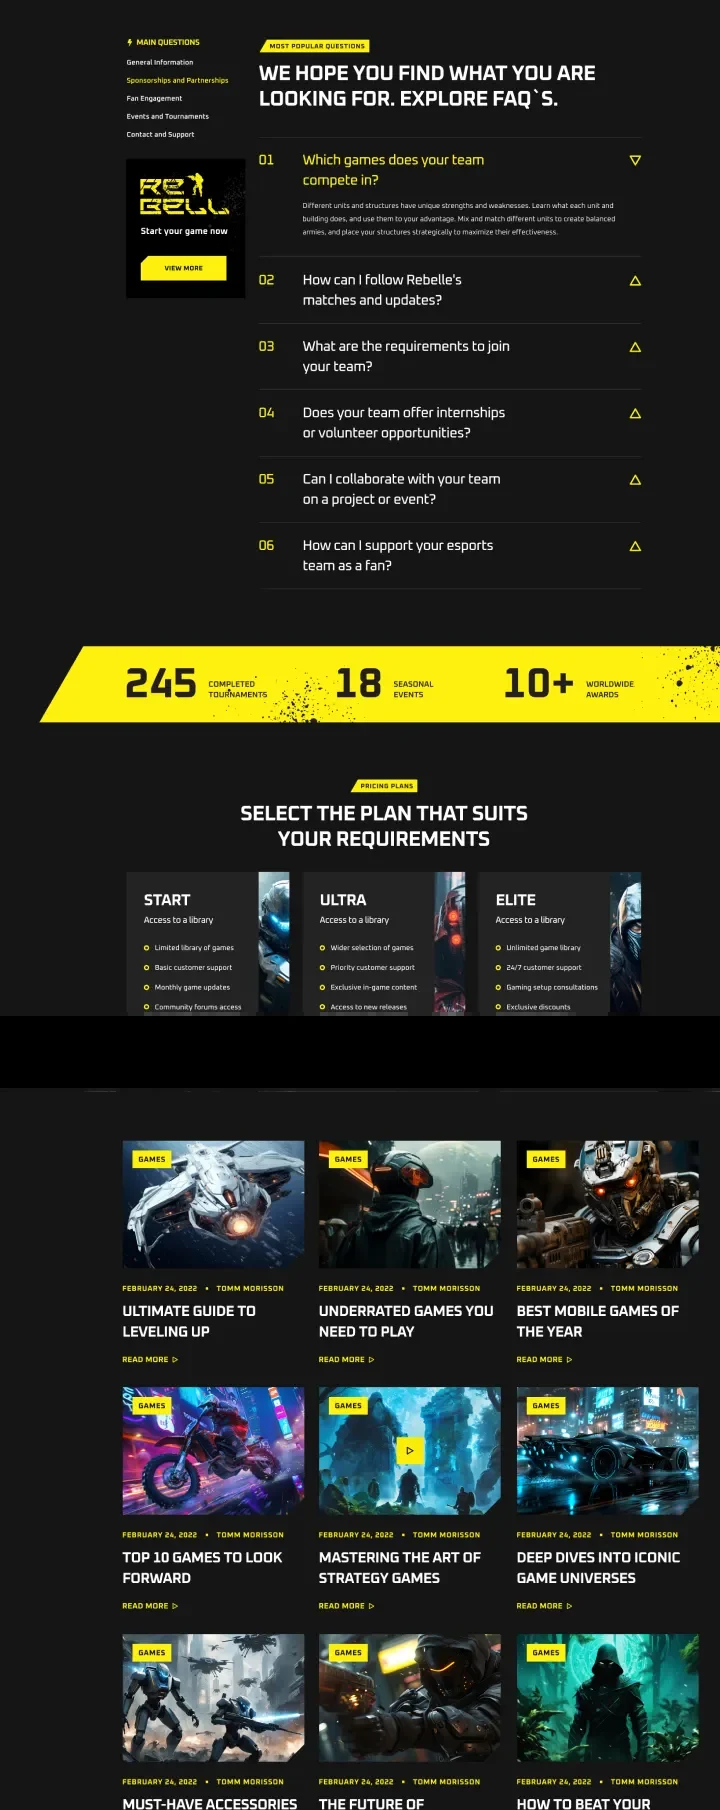 MAIN QUESTIONS
General Information
Sponsorships and Partnerships
Fan Engagement
Events and Tournaments
Contact and Support
RE
BELL
Start your game now
VIEW MORE
MOST POPULAR QUESTIONS
WE HOPE YOU FIND WHAT YOU ARE
LOOKING FOR. EXPLORE FAQ`S.
01 Which games does your team
compete in?
Different units and structures have unique strengths and weaknesses. Learn what each unit and
building does, and use them to your advantage. Mix and match different units to create balanced
armies, and place your structures strategically to maximize their effectiveness.
02 How can I follow Rebelle's
matches and updates?
03 What are the requirements to join
your team?
04 Does your team offer internships
or volunteer opportunities?
05 Can I collaborate with your team
on a project or event?
06 How can I support your esports
team as a fan?
245 COMPLETED
TOURNAMENTS
18 SEASONAL
EVENTS
10+ WORLDWIDE
AWARDS
PRICING PLANS
SELECT THE PLAN THAT SUITS
YOUR REQUIREMENTS
START
Access to a library
Limited library of games
Basic customer support
Monthly game updates
Community forums access
ULTRA
Access to a library
Wider selection of games
Priority customer support
Exclusive in-game content
Access to new releases
ELITE
Access to a library
Unlimited game library
24/7 customer support
Gaming setup consultations
Exclusive discounts
GAMES
FEBRUARY 24, 2022 • TOMM MORISSON
ULTIMATE GUIDE TO
LEVELING UP
READ MORE
GAMES
FEBRUARY 24, 2022 • TOMM MORISSON
UNDERRATED GAMES YOU
NEED TO PLAY
READ MORE
GAMES
FEBRUARY 24, 2022 • TOMM MORISSON
BEST MOBILE GAMES OF
THE YEAR
READ MORE
GAMES
FEBRUARY 24, 2022 • TOMM MORISSON
TOP 10 GAMES TO LOOK
FORWARD
READ MORE
GAMES
FEBRUARY 24, 2022 • TOMM MORISSON
MASTERING THE ART OF
STRATEGY GAMES
READ MORE
GAMES
FEBRUARY 24, 2022 • TOMM MORISSON
DEEP DIVES INTO ICONIC
GAME UNIVERSES
READ MORE
GAMES
FEBRUARY 24, 2022 • TOMM MORISSON
MUST-HAVE ACCESSORIES
GAMES
FEBRUARY 24, 2022 • TOMM MORISSON
THE FUTURE OF
GAMES
FEBRUARY 24, 2022 • TOMM MORISSON
HOW TO BEAT YOUR